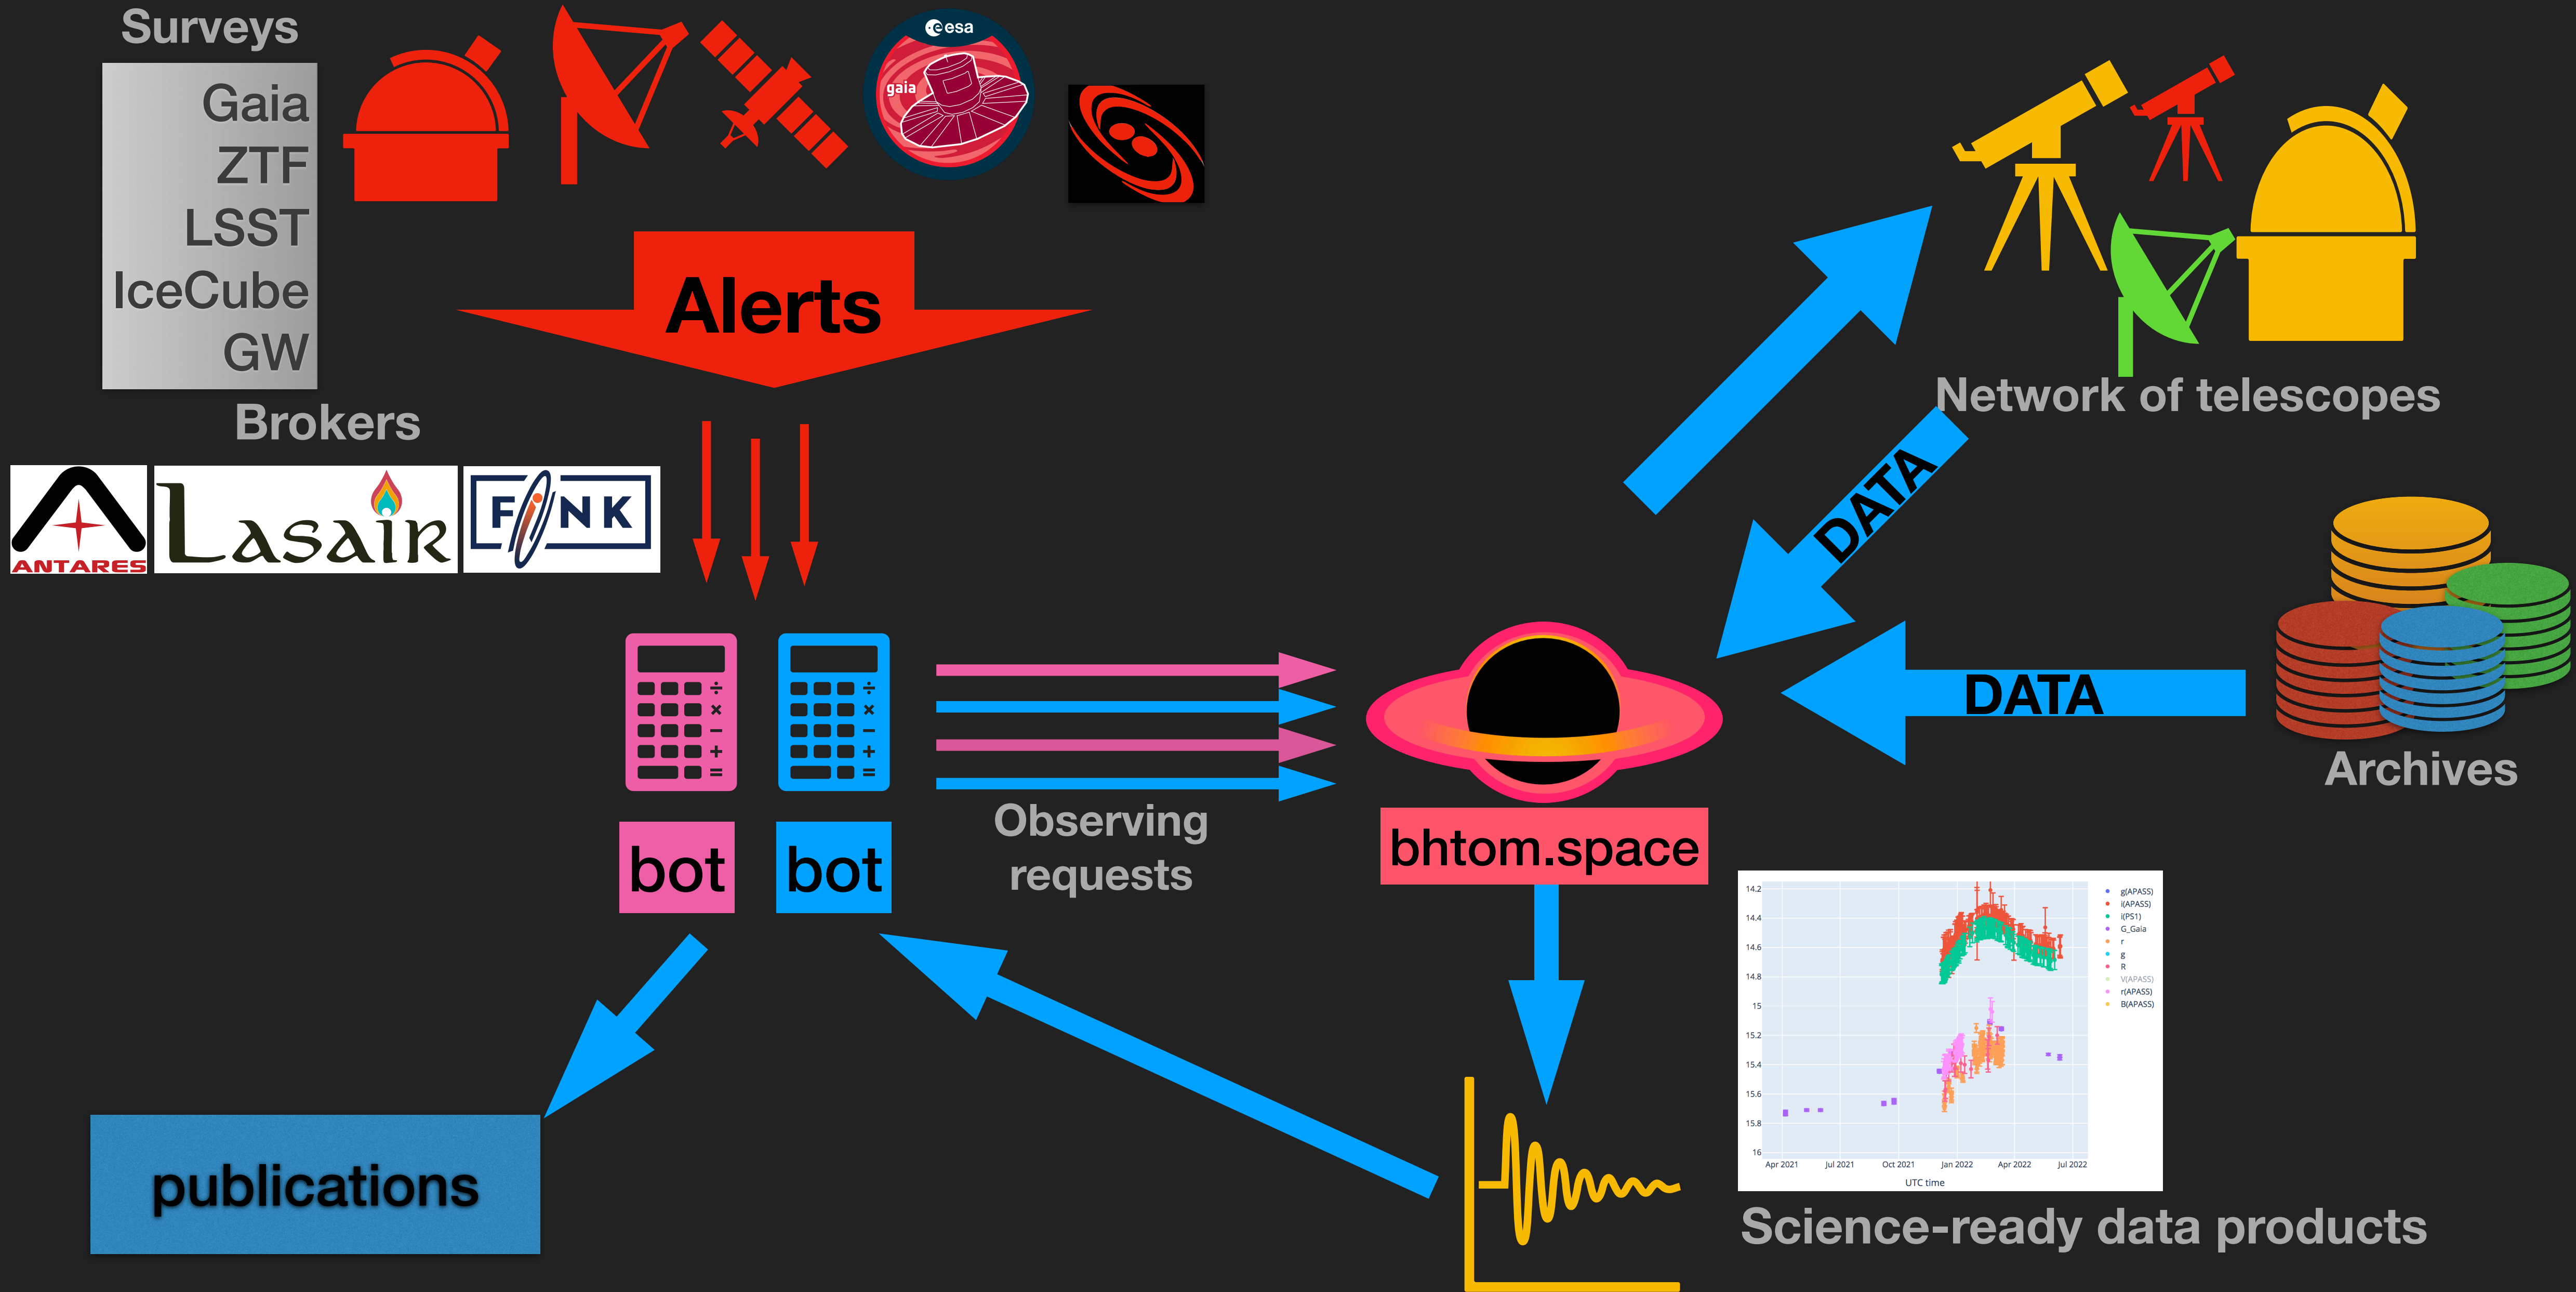 Surveys
Gaia
ZTF
LSST
IceCube
GW
esa
gaia
Alerts
Brokers
ANTARES
LASAIR
FINK
Network of telescopes
DATA
DATA
Archives
bot
bot
Observing
requests
bhtom.space
14.2
14.4
14.6
14.8
15
15.2
15.4
15.6
15.8
16
Apr 2021
Jul 2021
Oct 2021
Jan 2022
Apr 2022
Jul 2022
UTC time
g(APASS)
i(APASS)
i(PS1)
G_Gaia
r
g
R
V(APASS)
r(APASS)
B(APASS)
publications
Science-ready data products